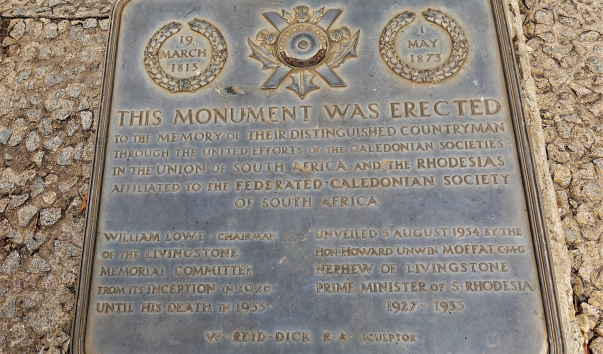 19
MARCH
1813
1
MAY
1873
THIS MONUMENT WAS ERECTED
TO THE MEMORY OF THEIR DISTINGUISHED COUNTRYMAN
THROUGH THE UNITED EFFORTS OF THE CALEDONIAN SOCIETIES
IN THE UNION OF SOUTH AFRICA AND THE RHODESIAS
AFFILIATED TO THE FEDERATED CALEDONIAN SOCIETY
OF SOUTH AFRICA
WILLIAM LOWE CHAIRMAN
OF THE LIVINGSTONE
MEMORIAL COMMITTEE
FROM ITS INCEPTION IN
UNTIL HIS DEATH IN 1933
UNVEILED 5 AUGUST 1934 BY THE
HON·HOWARD UNWIN MOFFAT·C·M·G
NEPHEW OF LIVINGSTONE
PRIME MINISTER OF S·RHODESIA
1927–1933
W·REID·DICK R·A· SCULPTOR